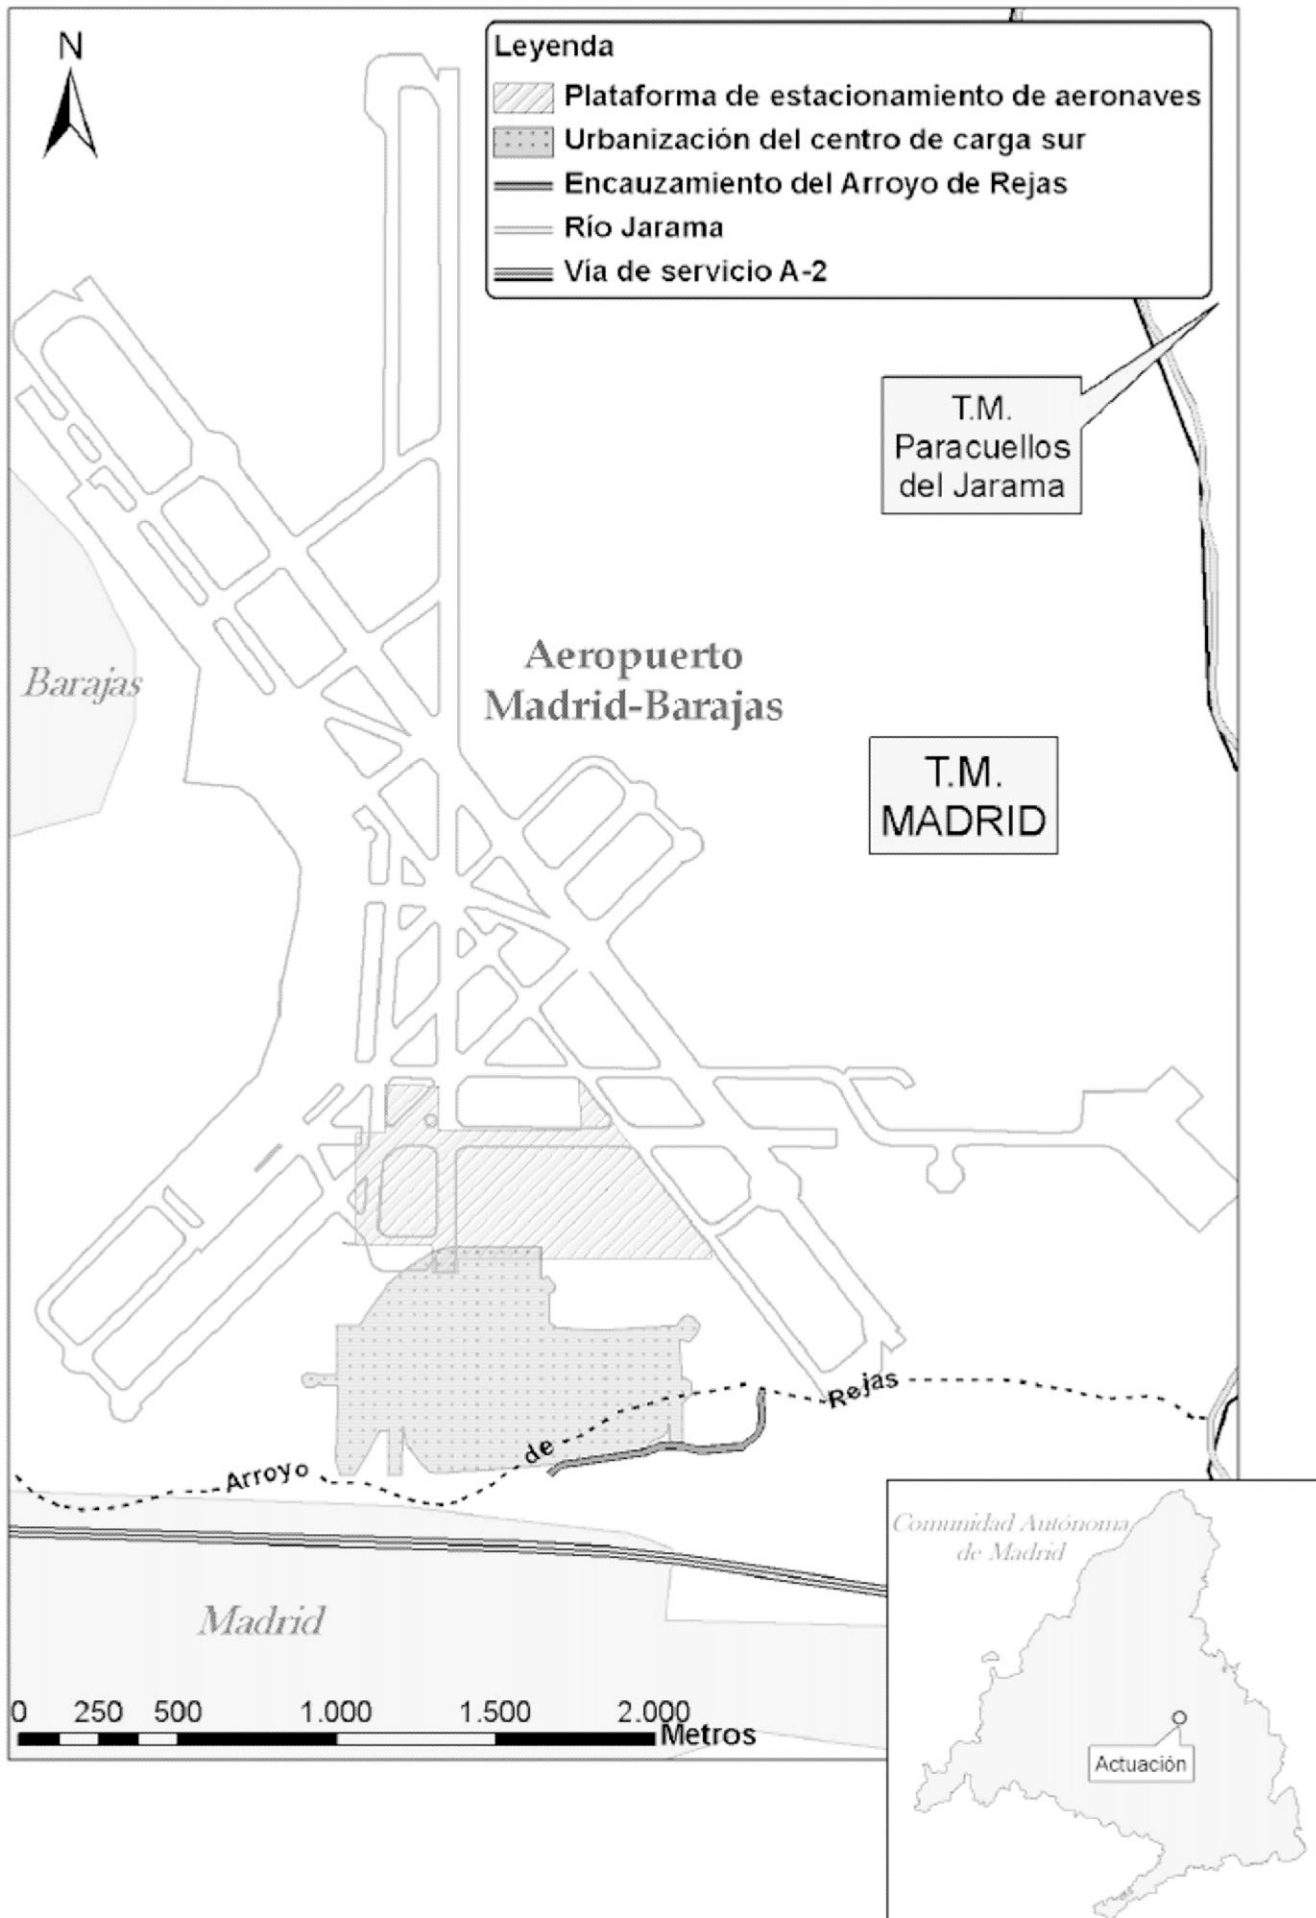 N
Leyenda
Plataforma de estacionamiento de aeronaves
Urbanización del centro de carga sur
Encauzamiento del Arroyo de Rejas
Río Jarama
Vía de servicio A-2
T.M.
Paracuellos
del Jarama
Aeropuerto
Madrid-Barajas
Barajas
T.M.
MADRID
Arroyo de Rejas
Comunidad Autónoma
de Madrid
Madrid
Actuación
0 250 500 1.000 1.500 2.000
Metros